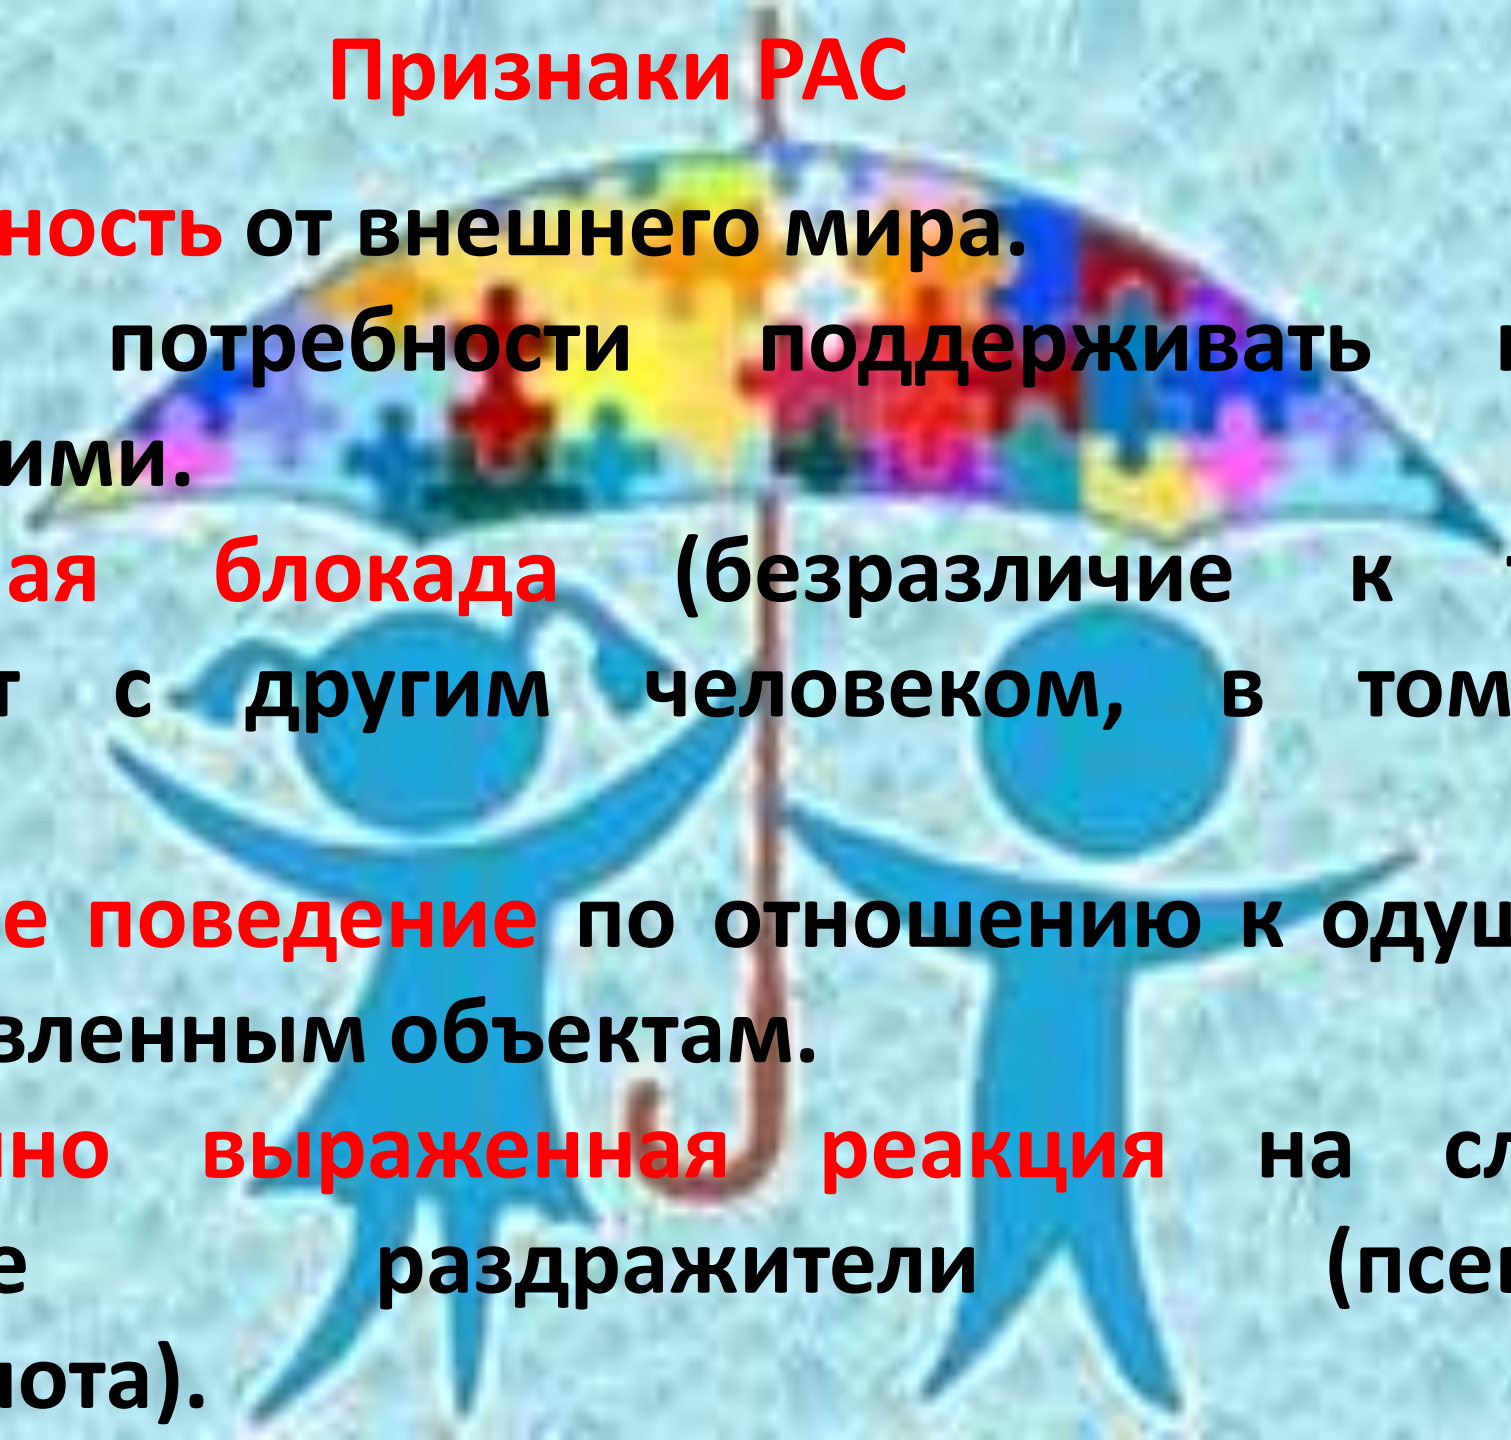 Признаки РАС
ность от внешнего мира.
потребности поддерживать
ими.
ая блокада (безразличие к
т с другим человеком, в том
е поведение по отношению к одуш
вленным объектам.
но выраженная реакция на сл
е раздражители (псе
ота).